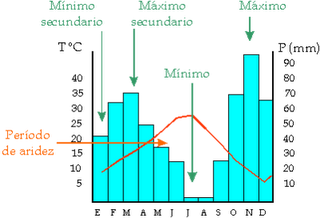 Mínimo secundario
Máximo secundario
Máximo
T°C
P (mm)
Mínimo
Período de aridez
40
35
30
25
20
15
10
5
90
80
70
60
50
40
30
20
10
E F M A M J J A S O N D